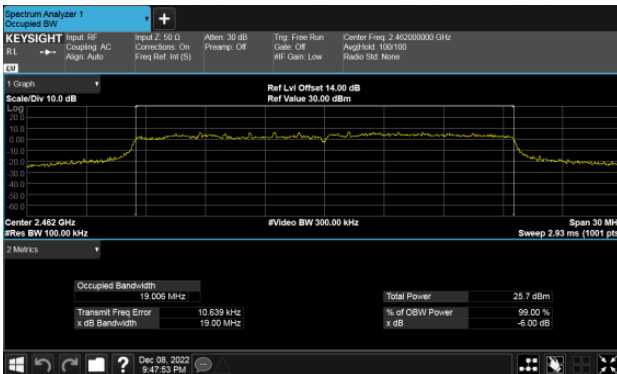 Spectrum Analyzer 1
Occupied BW
+
KEYSIGHT Input: RF Input Z: 50 Ω Atten: 30 dB Trig: Free Run Center Freq: 2.462000000 GHz
R L Coupling: AC Corrections: On Preamp: Off Gate: Off Avg|Hold: 100/100
Align: Auto Freq Ref: Int (S) #IF Gain: Low Radio Std: None
LXI
1 Graph
Ref Lvl Offset 14.00 dB
Scale/Div 10.0 dB Ref Value 30.00 dBm
Log
20.0
10.0
0.00
-10.0
-20.0
-30.0
-40.0
-50.0
-60.0
Center 2.462 GHz #Video BW 300.00 kHz Span 30 MH
#Res BW 100.00 kHz Sweep 2.93 ms (1001 pts
2 Metrics
Occupied Bandwidth
19.006 MHz Total Power 25.7 dBm
Transmit Freq Error 10.639 kHz % of OBW Power 99.00 %
x dB Bandwidth 19.00 MHz x dB -6.00 dB
? Dec 08, 2022
9:47:53 PM